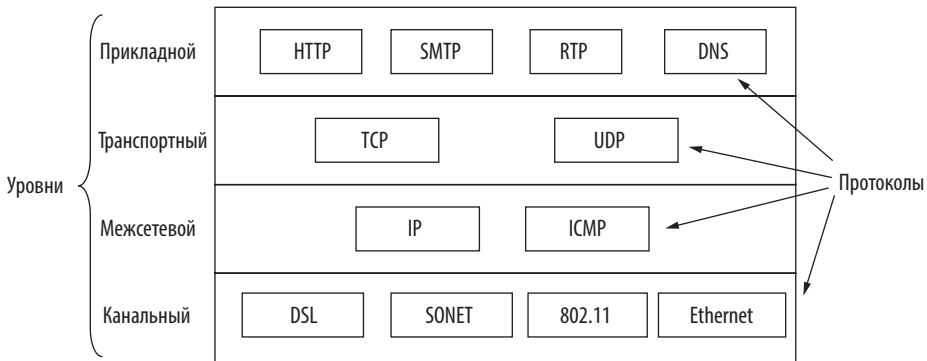 Прикладной HTTP SMTP RTP DNS
Транспортный TCP UDP
Уровни
Протоколы
Межсетевой IP ICMP
Канальный DSL SONET 802.11 Ethernet